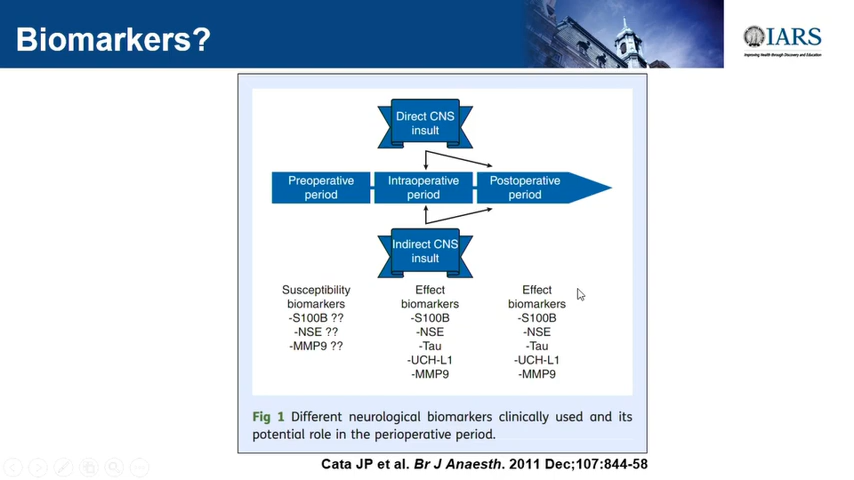 Biomarkers?
IARS
Improving Health through Discovery and Education
Direct CNS
insult
Preoperative
period
Intraoperative
period
Postoperative
period
Indirect CNS
insult
Susceptibility
biomarkers
-S100B ??
-NSE ??
-MMP9 ??
Effect
biomarkers
-S100B
-NSE
-Tau
-UCH-L1
-MMP9
Effect
biomarkers
-S100B
-NSE
-Tau
-UCH-L1
-MMP9
Fig 1 Different neurological biomarkers clinically used and its
potential role in the perioperative period.
Cata JP et al. Br J Anaesth. 2011 Dec;107:844-58